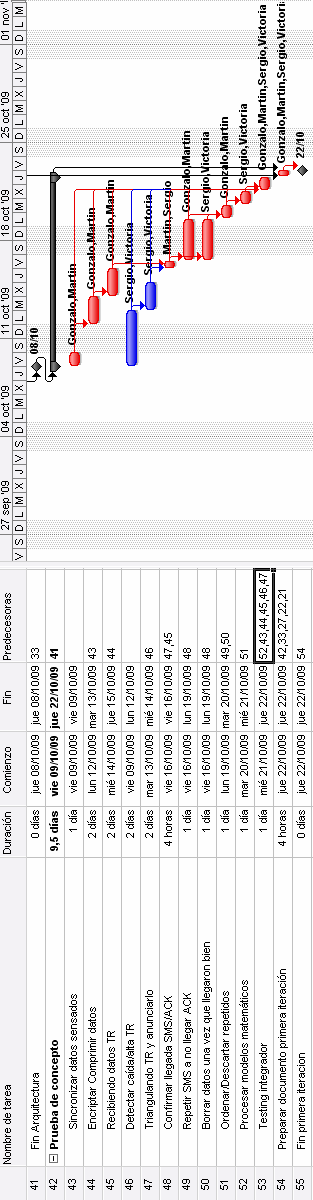 Nombre de tarea Duración Comienzo Fin Predecesoras
41 Fin Arquitectura 0 días jue 08/10/09 jue 08/10/09 33
42 Prueba de concepto 9,5 días vie 09/10/09 jue 22/10/09 41
43 Sincronizar datos sensados 1 día vie 09/10/09 vie 09/10/09
44 Encriptar Comprimir datos 2 días lun 12/10/09 mar 13/10/09 43
45 Recibiendo datos TR 2 días mié 14/10/09 jue 15/10/09 44
46 Detectar caida/alta TR 2 días vie 09/10/09 lun 12/10/09
47 Triangulando TR y anunciarlo 2 días mar 13/10/09 mié 14/10/09 46
48 Confirmar llegada SMS/ACK 4 horas vie 16/10/09 vie 16/10/09 47,45
49 Repetir SMS a no llegar ACK 1 día vie 16/10/09 lun 19/10/09 48
50 Borrar datos una vez que llegaron bien 1 día vie 16/10/09 lun 19/10/09 48
51 Ordenar/Descartar repetidos 1 día lun 19/10/09 mar 20/10/09 49,50
52 Procesar modelos matemáticos 1 día mar 20/10/09 mié 21/10/09 51
53 Testing integrador 1 día mié 21/10/09 jue 22/10/09 52,43,44,45,46,47
54 Preparar documento primera iteración 4 horas jue 22/10/09 jue 22/10/09 42,33,27,22,21
55 Fin primera iteracion 0 días jue 22/10/09 jue 22/10/09 54
27 sep '09 04 oct '09 11 oct '09 18 oct '09 25 oct '09 01 nov '
V S D L M X J V S D L M X J V S D L M X J V S D L M X J V S D L M X J V S D L M
08/10
Gonzalo,Martin
Gonzalo,Martin
Gonzalo,Martin
Sergio,Victoria
Sergio,Victoria
Martin,Sergio
Gonzalo,Martin
Sergio,Victoria
Gonzalo,Martin
Sergio,Victoria
Gonzalo,Martin,Sergio,Victoria
Gonzalo,Martin,Sergio,Victoria
22/10